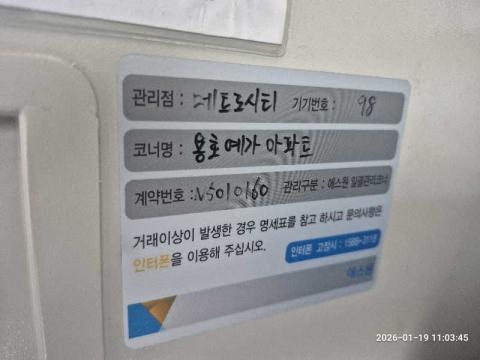 관리점 : 메트로시티 기기번호 : 98
코너명 : 용호예가 아파트
계약번호 : NS010160 관리구분 : 에스원 일괄관리코너
거래이상이 발생한 경우 명세표를 참고 하시고 문의사항은
인터폰을 이용해 주십시오.
인터폰 고장시 : 1588-3118
에스원
2026-01-19 11:03:45